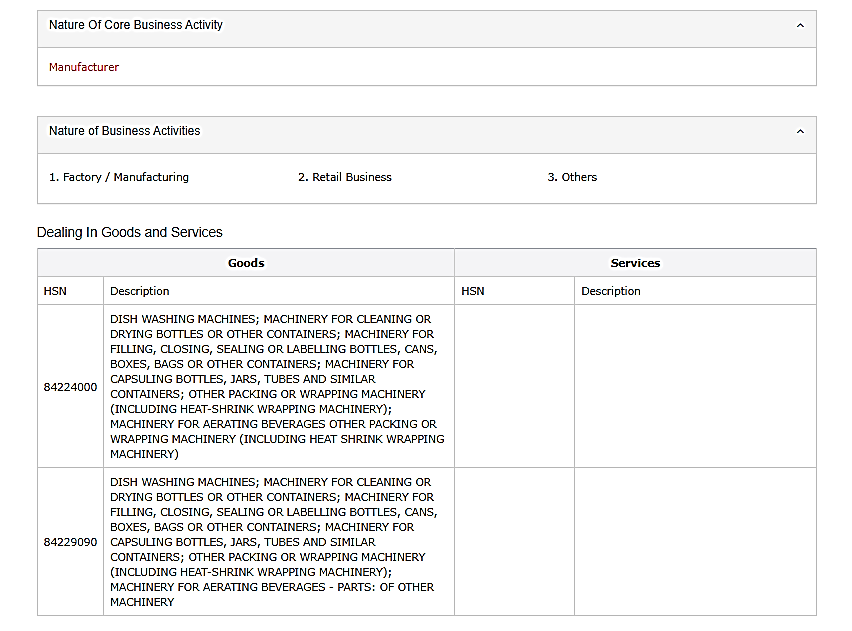 Nature Of Core Business Activity
Manufacturer
Nature of Business Activities
1. Factory / Manufacturing 2. Retail Business 3. Others
Dealing In Goods and Services
Goods Services
HSN Description HSN Description
84224000
DISH WASHING MACHINES; MACHINERY FOR CLEANING OR
DRYING BOTTLES OR OTHER CONTAINERS; MACHINERY FOR
FILLING, CLOSING, SEALING OR LABELLING BOTTLES, CANS,
BOXES, BAGS OR OTHER CONTAINERS; MACHINERY FOR
CAPSULING BOTTLES, JARS, TUBES AND SIMILAR
CONTAINERS; OTHER PACKING OR WRAPPING MACHINERY
(INCLUDING HEAT-SHRINK WRAPPING MACHINERY);
MACHINERY FOR AERATING BEVERAGES OTHER PACKING OR
WRAPPING MACHINERY (INCLUDING HEAT SHRINK WRAPPING
MACHINERY)
84229090
DISH WASHING MACHINES; MACHINERY FOR CLEANING OR
DRYING BOTTLES OR OTHER CONTAINERS; MACHINERY FOR
FILLING, CLOSING, SEALING OR LABELLING BOTTLES, CANS,
BOXES, BAGS OR OTHER CONTAINERS; MACHINERY FOR
CAPSULING BOTTLES, JARS, TUBES AND SIMILAR
CONTAINERS; OTHER PACKING OR WRAPPING MACHINERY
(INCLUDING HEAT-SHRINK WRAPPING MACHINERY);
MACHINERY FOR AERATING BEVERAGES - PARTS: OF OTHER
MACHINERY